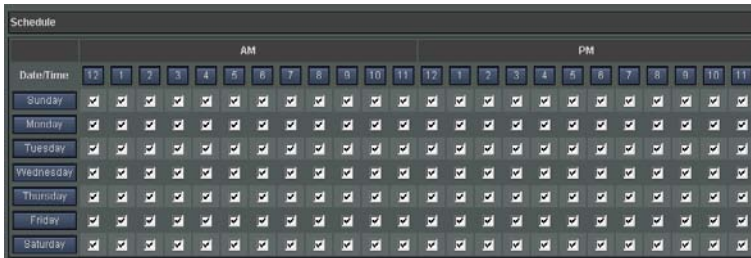 Schedule
AM PM
Date/Time 12 1 2 3 4 5 6 7 8 9 10 11 12 1 2 3 4 5 6 7 8 9 10 11
Sunday
Monday
Tuesday
Wednesday
Thursday
Friday
Saturday